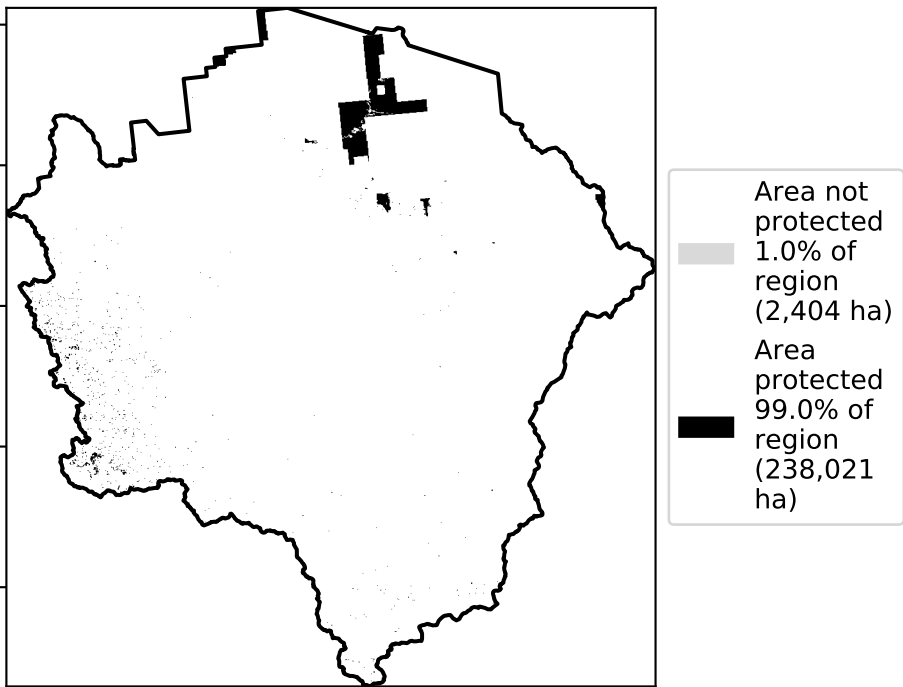 Area not
protected
1.0% of
region
(2,404 ha)
Area
protected
99.0% of
region
(238,021
ha)